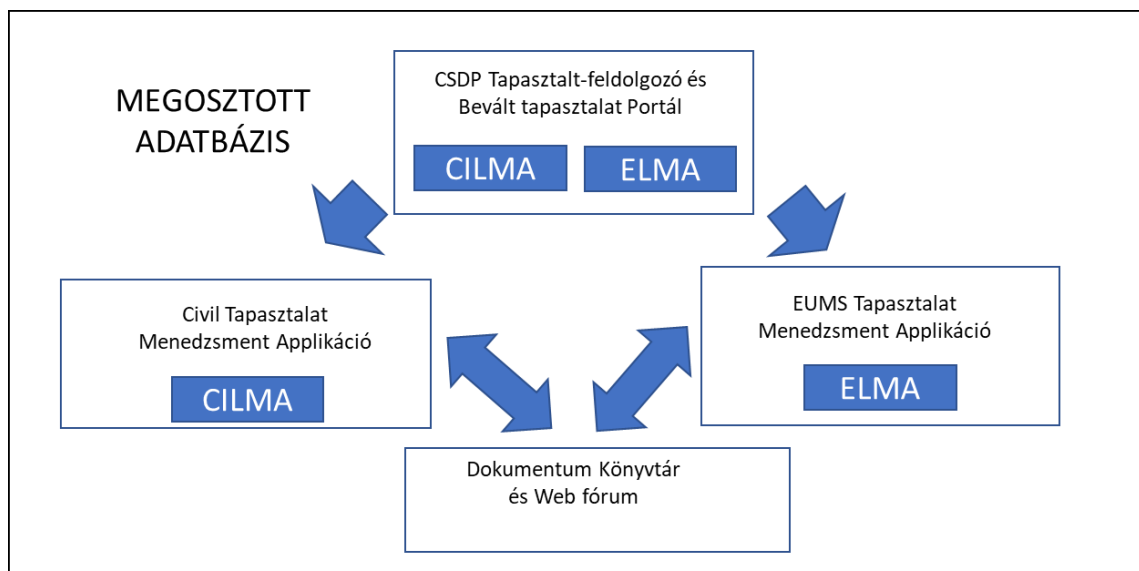 MEGOSZTOTT
ADATBÁZIS
CSDP Tapasztalt-feldolgozó és
Bevált tapasztalat Portál
CILMA
ELMA
Civil Tapasztalat
Menedzsment Applikáció
CILMA
EUMS Tapasztalat
Menedzsment Applikáció
ELMA
Dokumentum Könyvtár
és Web fórum